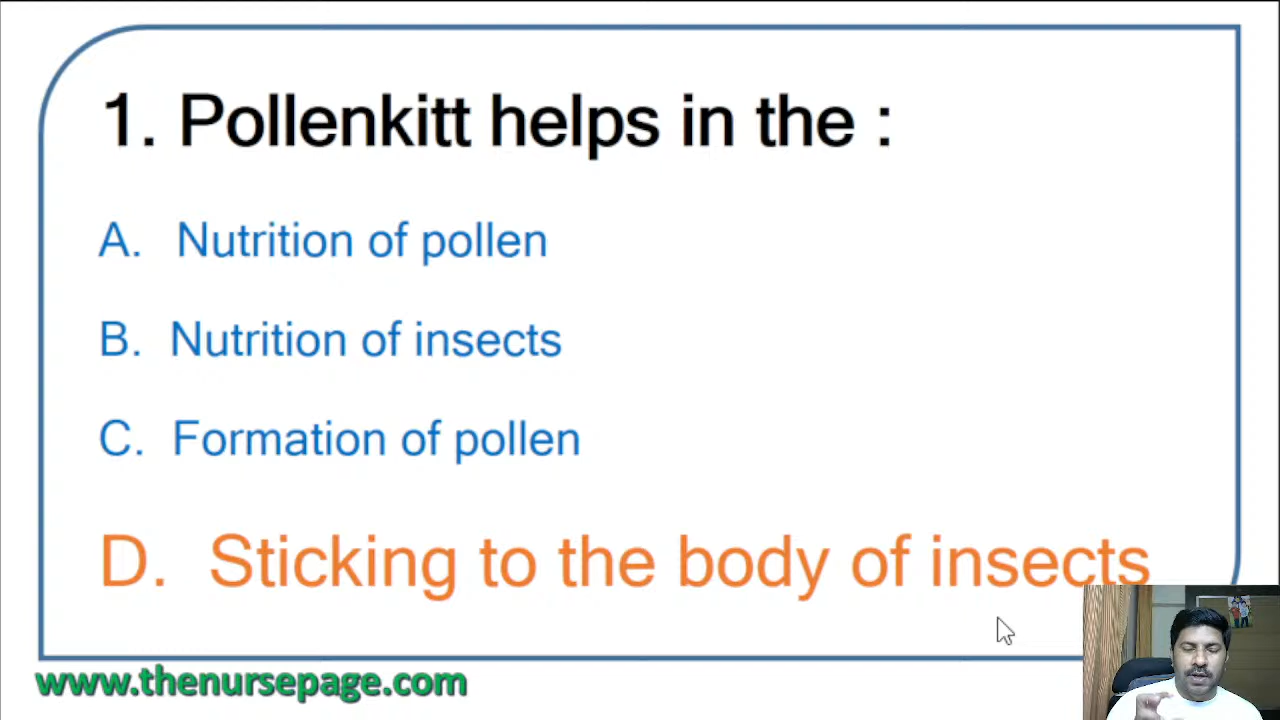 1. Pollenkitt helps in the :
A. Nutrition of pollen
B. Nutrition of insects
C. Formation of pollen
D. Sticking to the body of insects
www.thenursepage.com